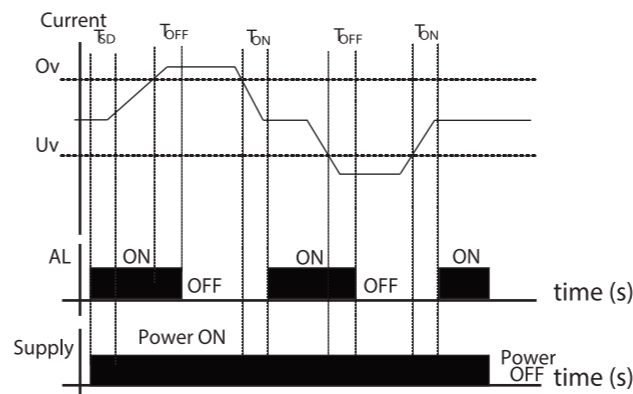 Current
TSD TOFF TON TOFF TON
Ov
Uv
AL ON OFF ON OFF ON
time (s)
Supply Power ON Power
OFF time (s)